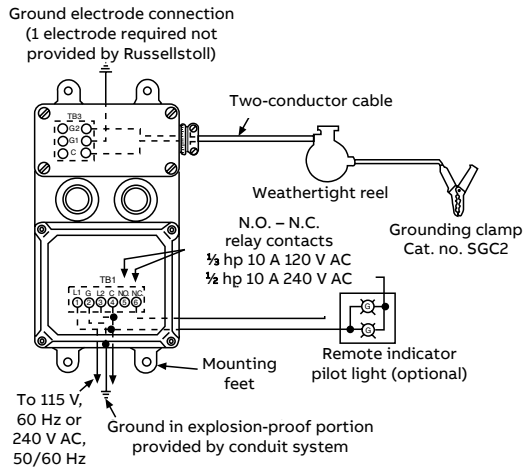 Ground electrode connection
(1 electrode required not
provided by Russellstoll)
TB3
G2
G1
C
Two-conductor cable
Weathertight reel
Grounding clamp
Cat. no. SGC2
N.O. – N.C.
relay contacts
⅓ hp 10 A 120 V AC
½ hp 10 A 240 V AC
TB1
L1 G L2 C NO. NC.
1 2 3 4 5 6
G
G
Remote indicator
pilot light (optional)
Mounting
feet
To 115 V,
60 Hz or
240 V AC,
50/60 Hz
Ground in explosion-proof portion
provided by conduit system